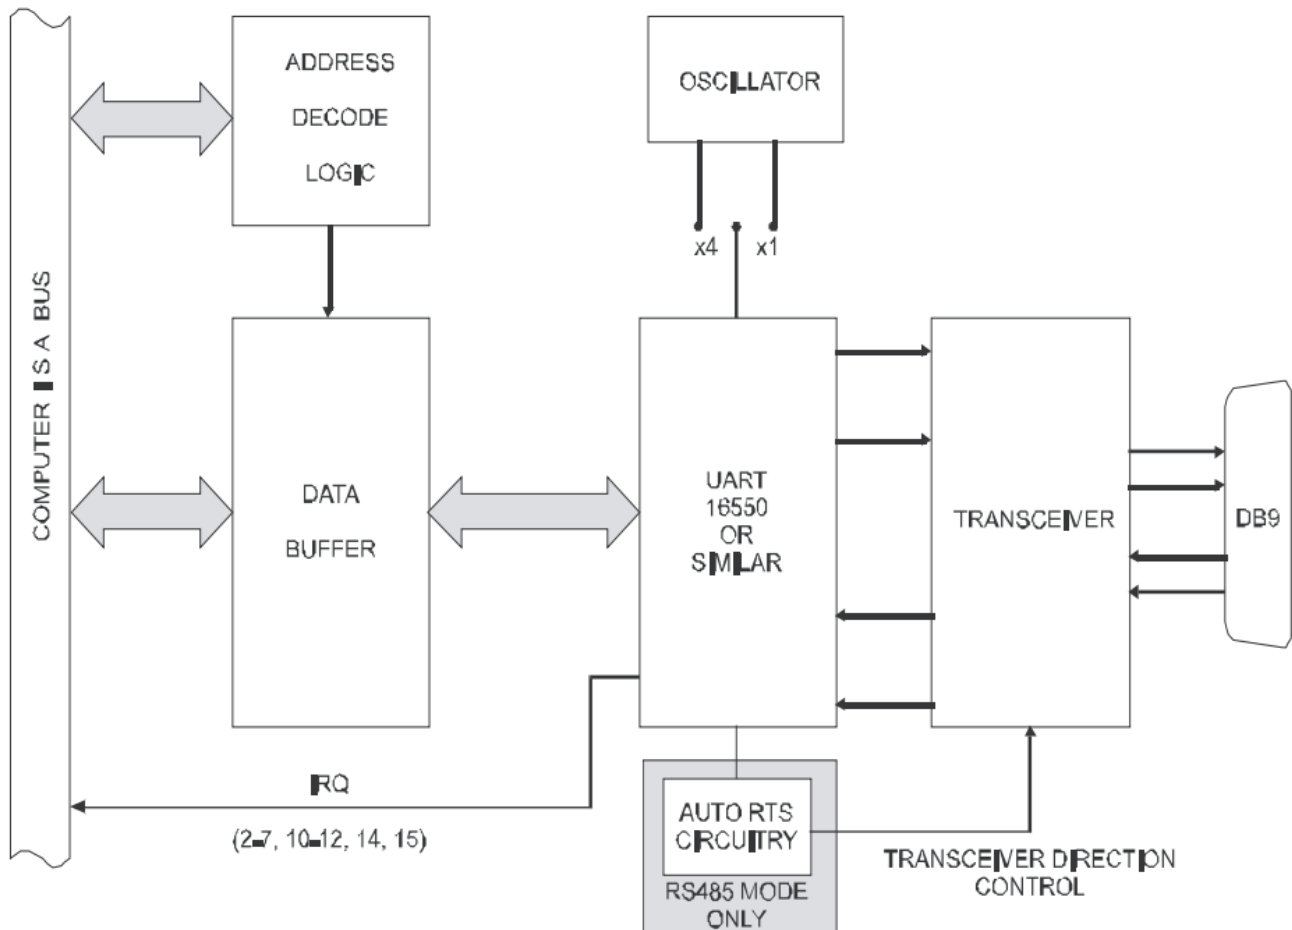 COMPUTER ISA BUS
ADDRESS
DECODE
LOGIC
OSCILLATOR
x4
x1
DATA
BUFFER
UART
16550
OR
SIMILAR
TRANSCEIVER
DB9
IRQ
(2-7, 10-12, 14, 15)
AUTO RTS
CIRCUITRY
RS485 MODE
ONLY
TRANSCEIVER DIRECTION
CONTROL